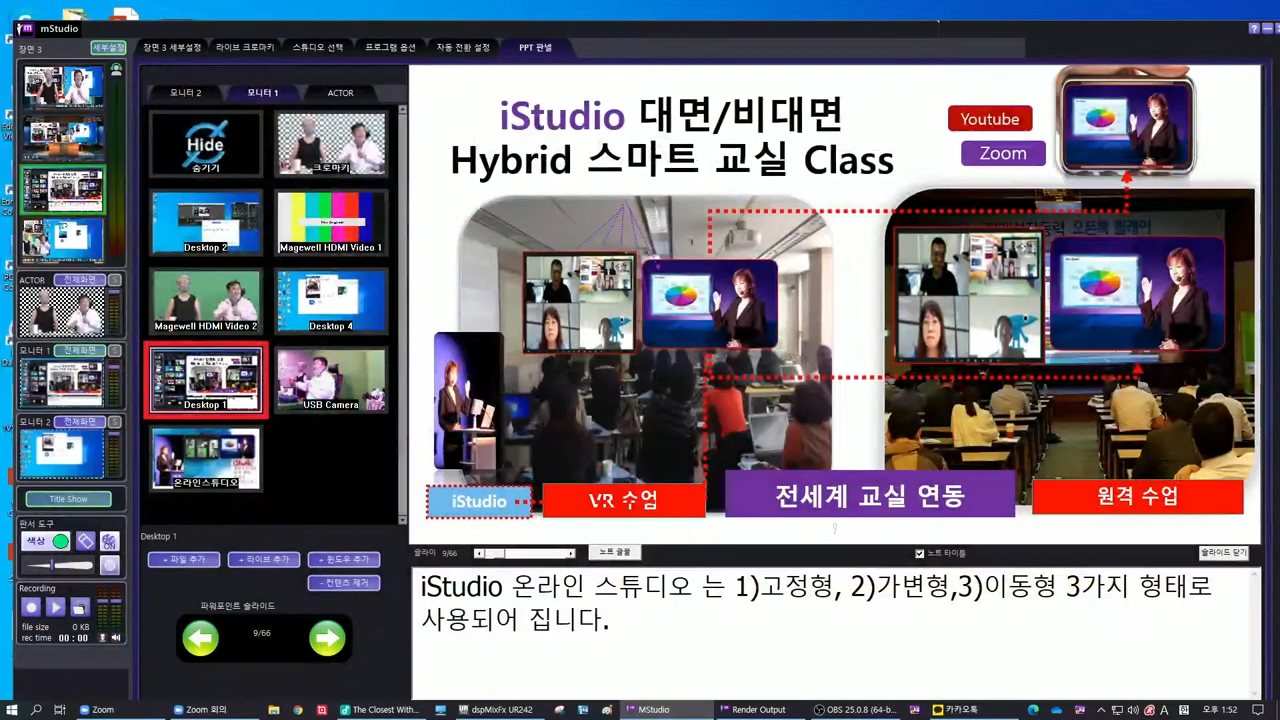 mStudio
장면 3
세부설정
장면 3 세부설정
라이브 크로마키
스튜디오 선택
프로그램 옵션
자동 전환 설정
PPT 판넬
모니터 2
모니터 1
ACTOR
Hide
숨기기
크로마키
Desktop 2
Magewell HDMI Video 1
Magewell HDMI Video 2
Desktop 4
Desktop 1
USB Camera
온라인스튜디오
ACTOR
전체화면
S
모니터 1
전체화면
S
모니터 2
전체화면
S
Title Show
판서 도구
색상
ON
Recording
file size
0 KB
rec time
00 : 00
Desktop 1
+ 파일 추가
+ 라이브 추가
+ 윈도우 추가
- 컨텐츠 제거
파워포인트 슬라이드
9/66
iStudio 대면/비대면
Hybrid 스마트 교실 Class
Youtube
Zoom
iStudio
VR 수업
전세계 교실 연동
원격 수업
9
슬라이
9/66
노트 글꼴
노트 타이틀
슬라이드 닫기
iStudio 온라인 스튜디오 는 1)고정형, 2)가변형,3)이동형 3가지 형태로
사용되어 집니다.
Zoom
Zoom 회의
The Closest With...
dspMixFx UR242
MStudio
Render Output
OBS 25.0.8 (64-b...
카카오톡
A
한
오후 1:52